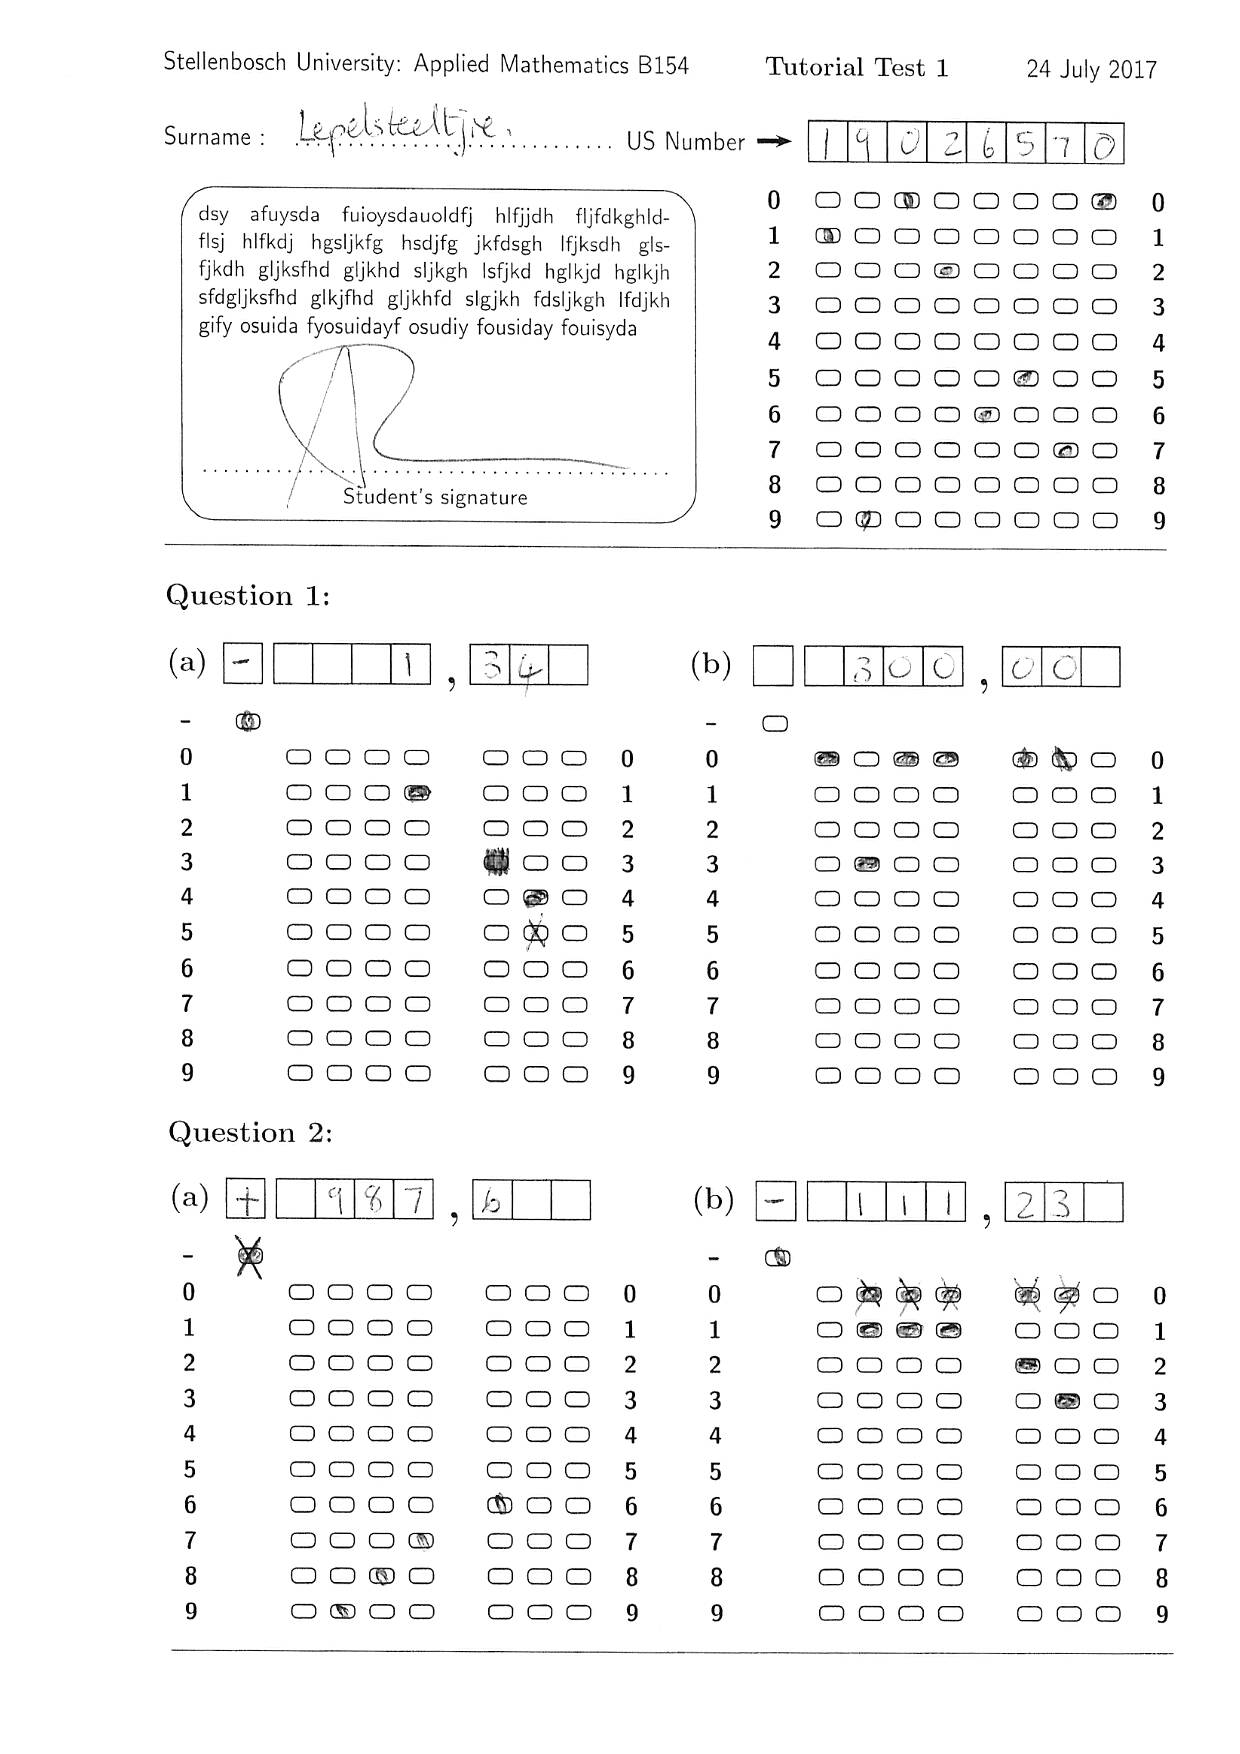 Stellenbosch University: Applied Mathematics B154 Tutorial Test 1 24 July 2017
Surname : Lepelsteeltjie. US Number → 1 9 0 2 6 5 7 0
dsy afuysda fuioysdauoldfj hlfjjdh fljfdkghld-
flsj hlfkdj hgsljkfg hsdjfg jkfdsgh lfjksdh gls-
fjkdh gljksfhd gljkhd sljkgh lsfjkd hglkjd hglkjh
sfdgljksfhd glkjfhd gljkhfd slgjkh fdsljkgh lfdjkh
gify osuida fyosuidayf osudiy fousiday fouisyda
Student's signature
0 0
1 1
2 2
3 3
4 4
5 5
6 6
7 7
8 8
9 9
Question 1:
(a) - 1 , 3 4 (b) 3 0 0 , 0 0
- -
0 0 0 0
1 1 1 1
2 2 2 2
3 3 3 3
4 4 4 4
5 5 5 5
6 6 6 6
7 7 7 7
8 8 8 8
9 9 9 9
Question 2:
(a) + 9 8 7 , 6 (b) - 1 1 1 , 2 3
- -
0 0 0 0
1 1 1 1
2 2 2 2
3 3 3 3
4 4 4 4
5 5 5 5
6 6 6 6
7 7 7 7
8 8 8 8
9 9 9 9